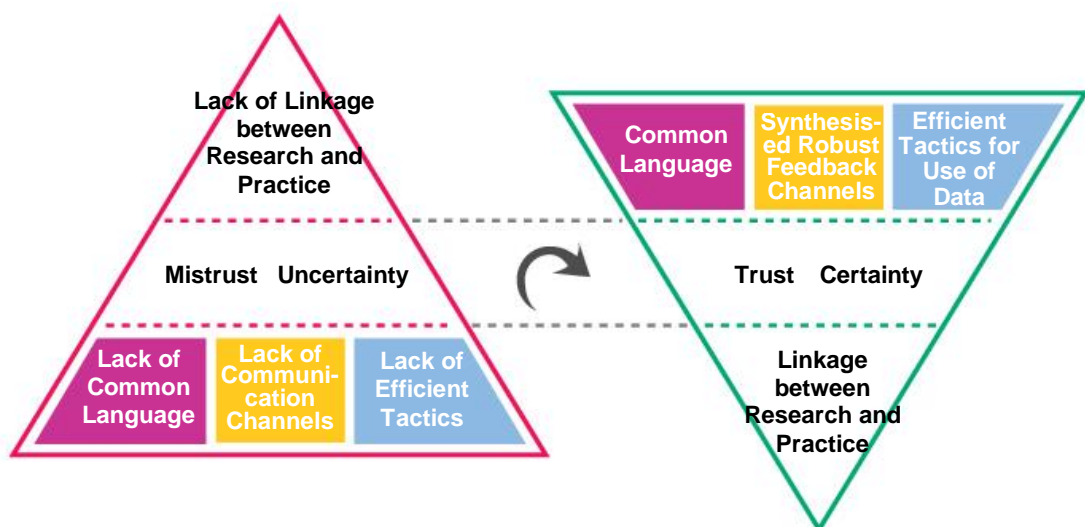 Lack of Linkage
between
Research and
Practice
Mistrust Uncertainty
Lack of
Common
Language
Lack of
Communi-
cation
Channels
Lack of
Efficient
Tactics
Common
Language
Synthesis-
ed Robust
Feedback
Channels
Efficient
Tactics for
Use of
Data
Trust Certainty
Linkage
between
Research and
Practice